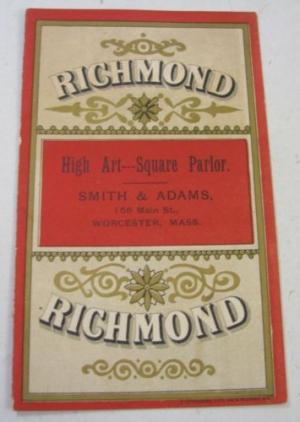 RICHMOND
High Art---Square Parlor.
SMITH & ADAMS,
156 Main St.,
WORCESTER, MASS.
RICHMOND